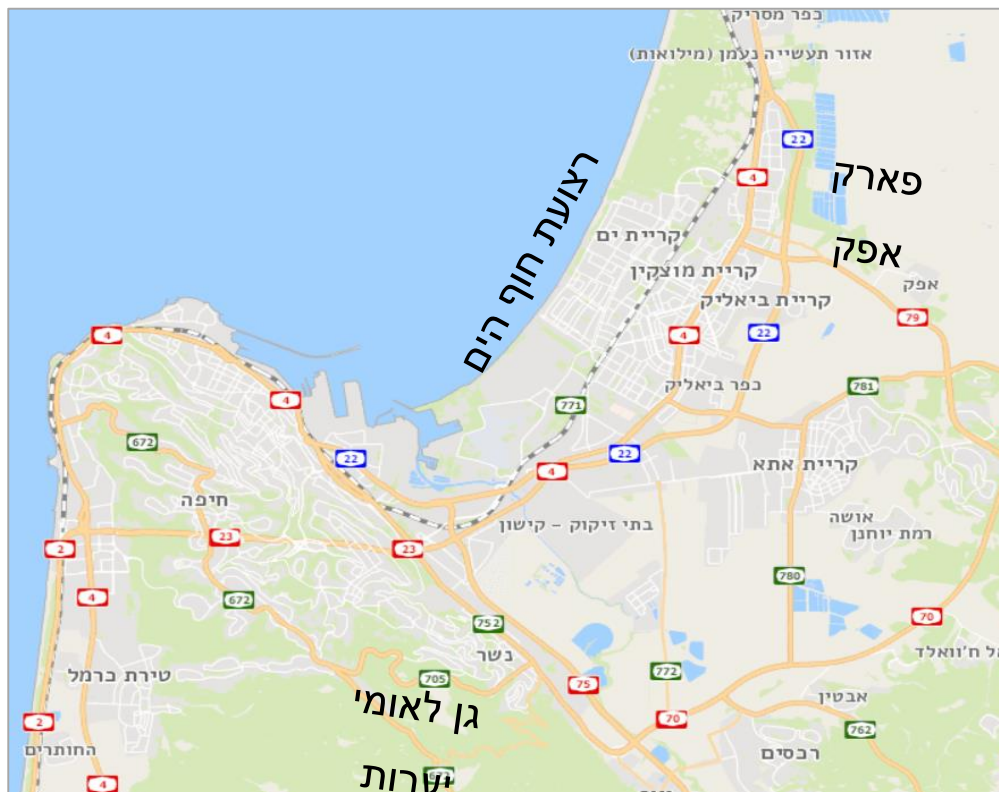 כפר מסריק
אזור תעשייה נעמן (מילואות)
22
פארק
4
רצועת חוף הים
קריית ים
אפק
קריית מוצקין
אפק
קריית ביאליק
79
22
4
4
כפר ביאליק
781
4
771
672
22
22
קריית אתא
4
חיפה
אושה
בתי זיקוק - קישון
רמת יוחנן
23
23
2
780
4
672
70
752
נשר
772
טירת כרמל
705
75
אבטין
גן לאומי
70
2
762
החותרים
רכסים
ישרות
4